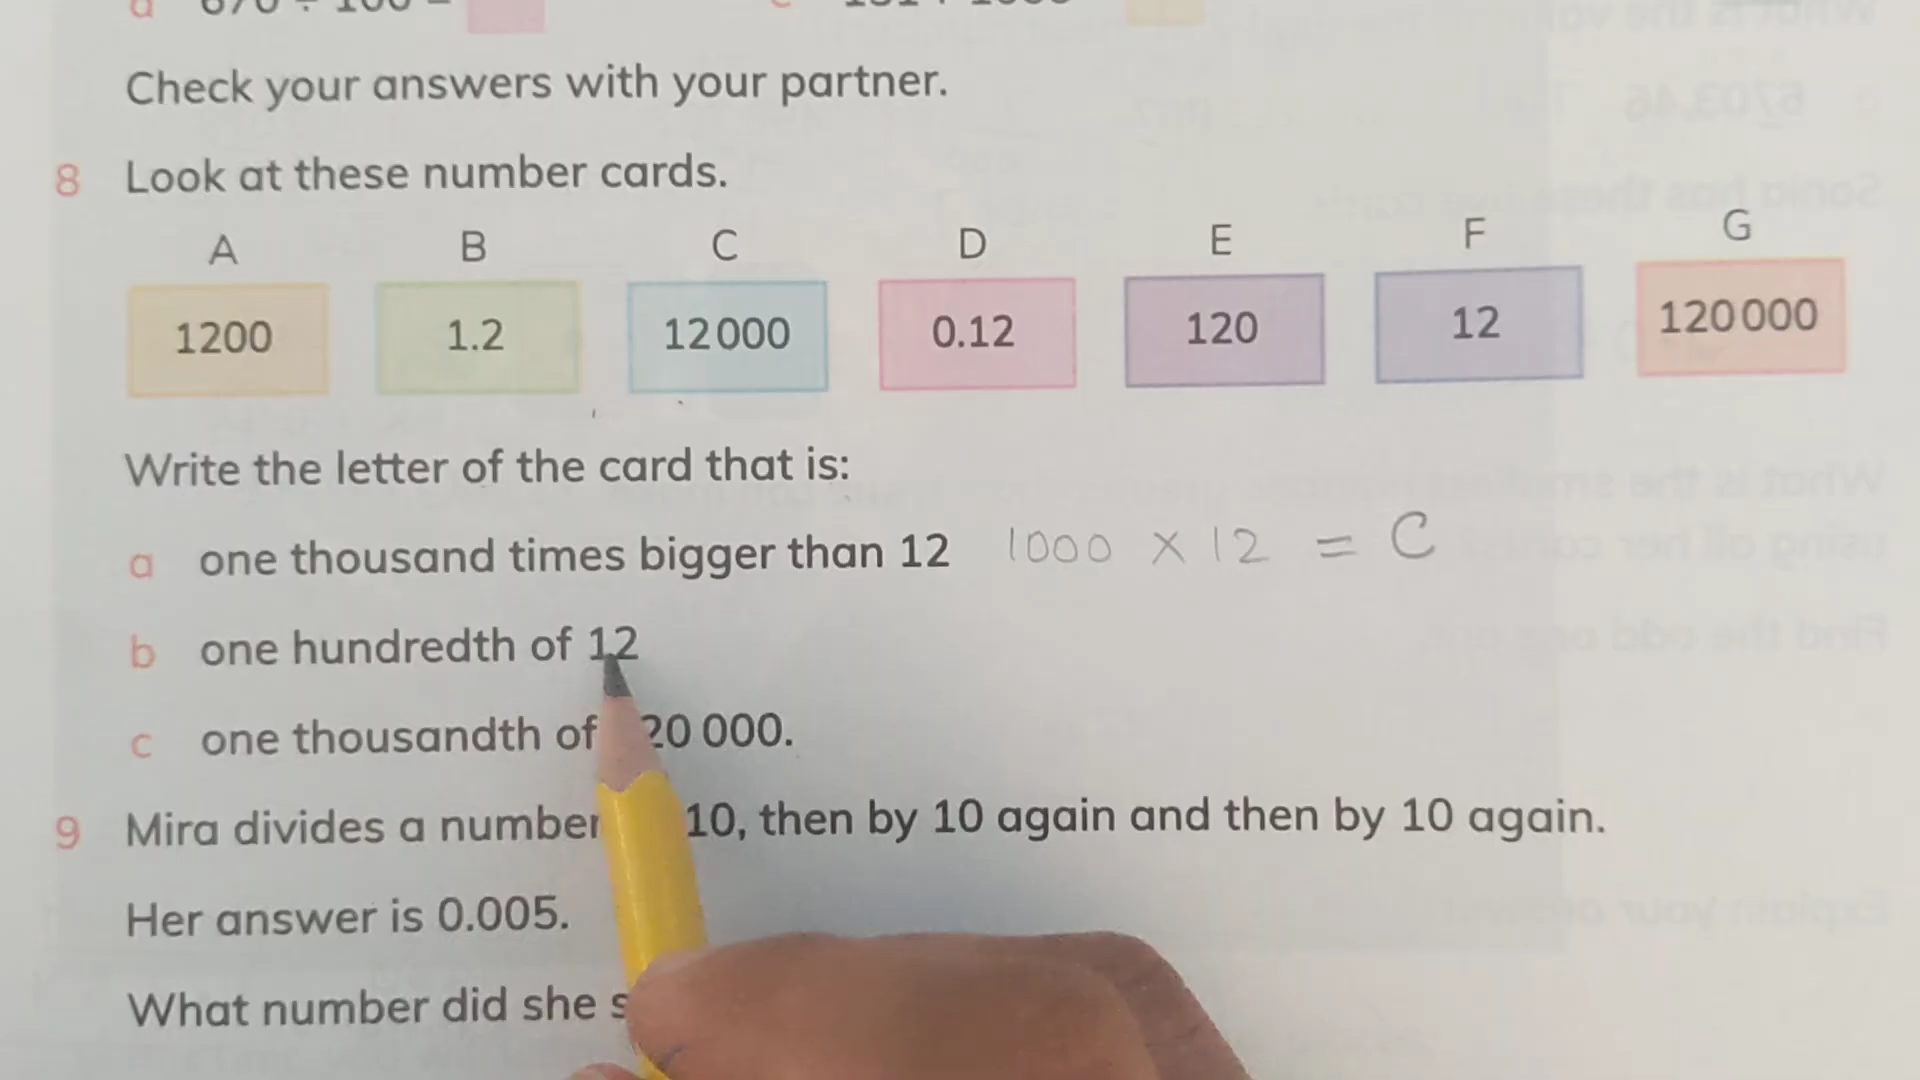 Check your answers with your partner.
8 Look at these number cards.
A B C D E F G
1200 1.2 12000 0.12 120 12 120000
Write the letter of the card that is:
a one thousand times bigger than 12 1000 × 12 = C
b one hundredth of 12
c one thousandth of 20 000.
9 Mira divides a number 10, then by 10 again and then by 10 again.
Her answer is 0.005.
What number did she s